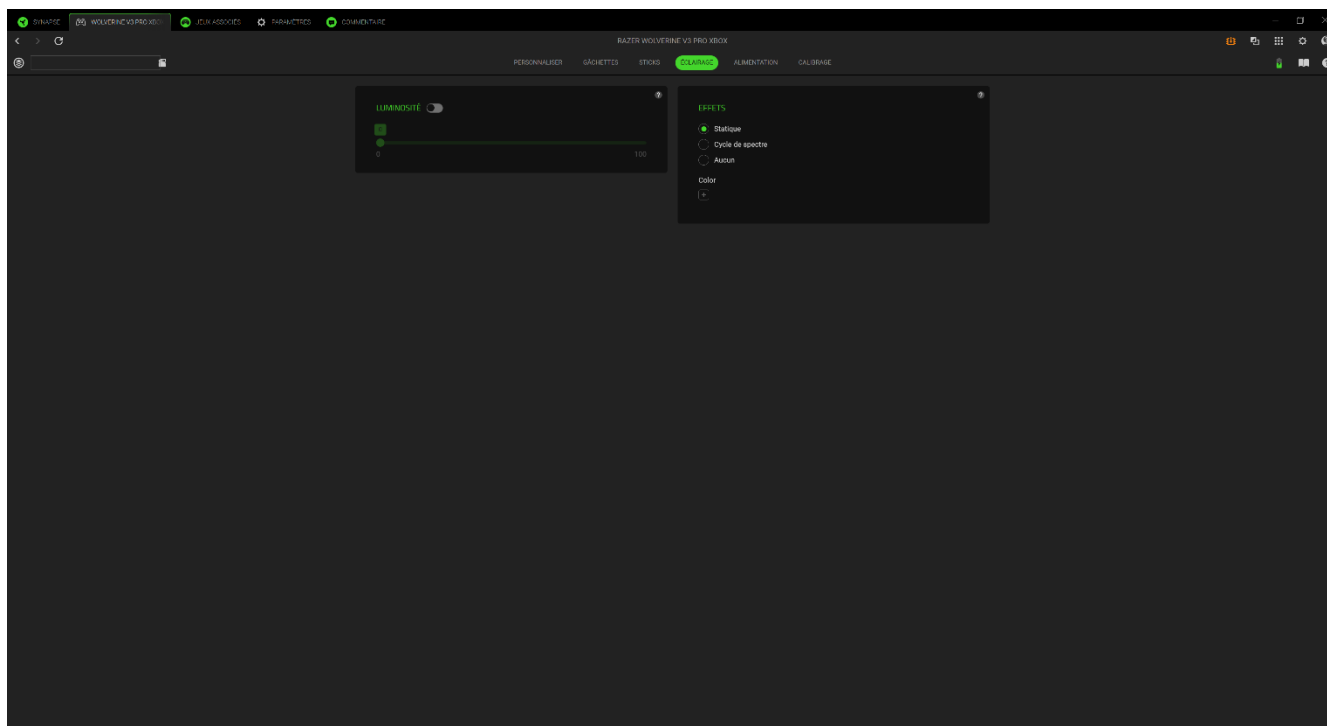 SYNAPSE WOLVERINE V3 PRO XBO JEUX ASSOCIÉS PARAMÈTRES COMMENTAIRE
RAZER WOLVERINE V3 PRO XBOX
PERSONNALISER GÂCHETTES STICKS ÉCLAIRAGE ALIMENTATION CALIBRAGE
LUMINOSITÉ
0 100
EFFETS
Statique
Cycle de spectre
Aucun
Color